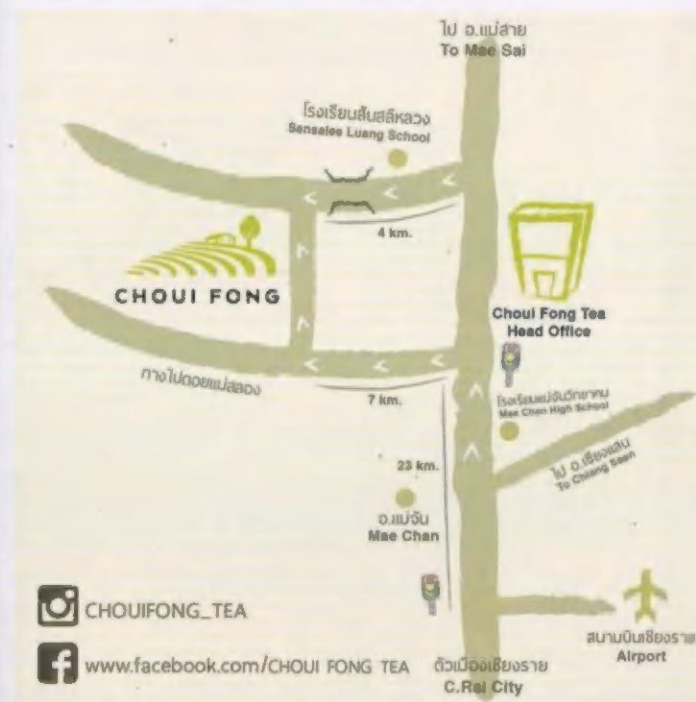 ไป อ.แม่สาย
To Mae Sai
โรงเรียนสันสลีหลวง
Sansalee Luang School
4 km.
CHOUI FONG
Choui Fong Tea
Head Office
ทางไปดอยแม่สลอง
7 km.
โรงเรียนแม่จันวิทยาคม
Mae Chan High School
23 km.
ไป อ.เชียงแสน
To Chiang Saen
อ.แม่จัน
Mae Chan
สนามบินเชียงราย
Airport
CHOUIFONG_TEA
www.facebook.com/CHOUI FONG TEA
ตัวเมืองเชียงราย
C.Rai City